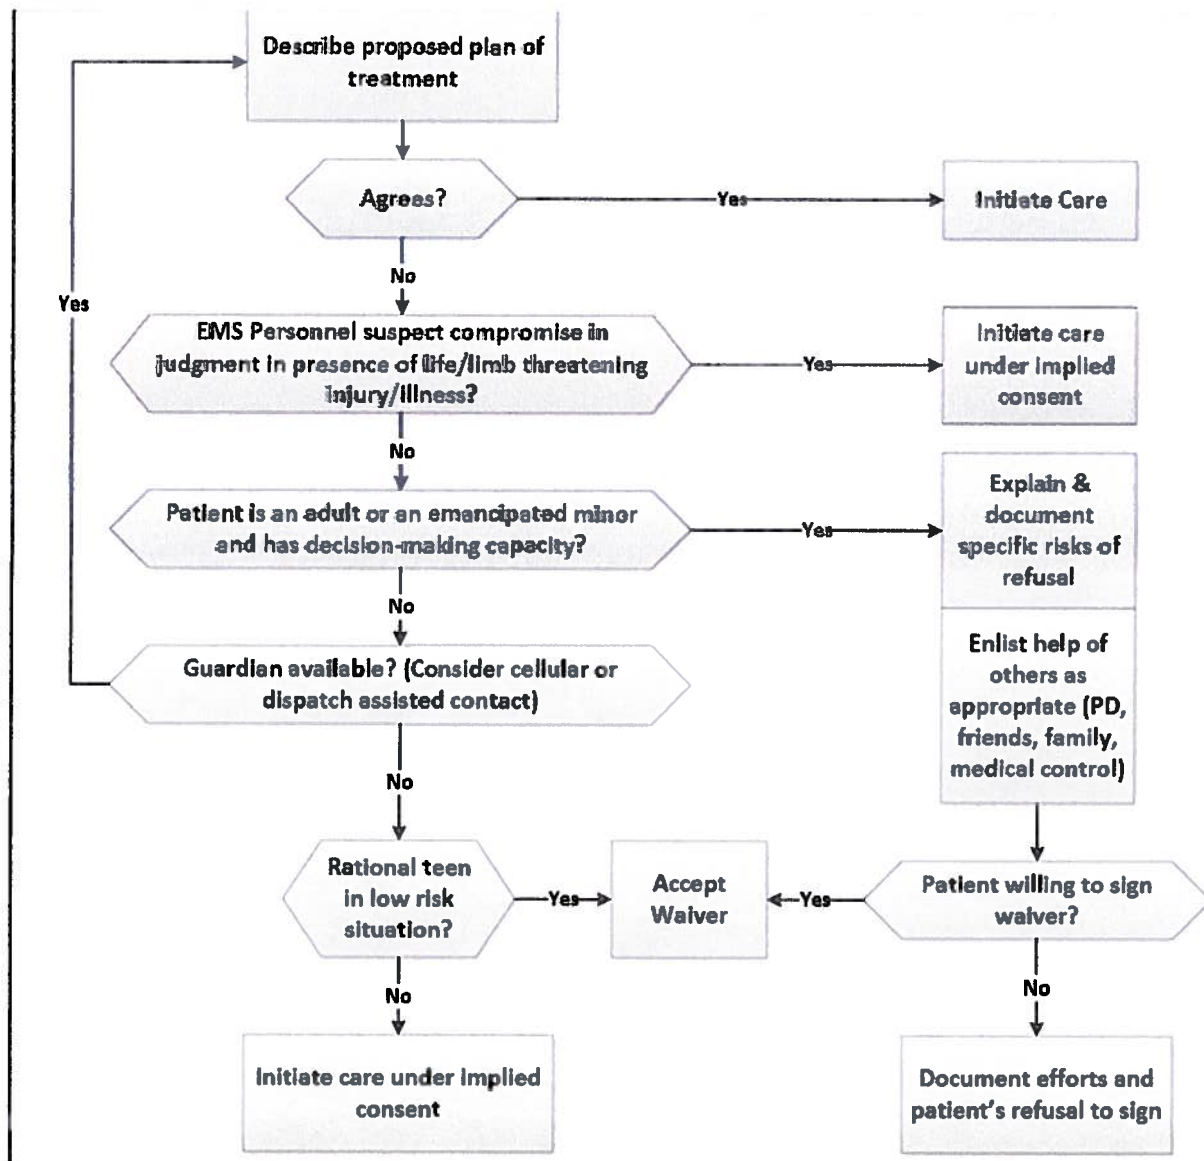 Describe proposed plan of
treatment
Agrees?
Yes
Initiate Care
No
Yes
EMS Personnel suspect compromise in
judgment in presence of life/limb threatening
injury/illness?
Yes
Initiate care
under implied
consent
No
Patient is an adult or an emancipated minor
and has decision-making capacity?
Yes
Explain &
document
specific risks of
refusal
No
Guardian available? (Consider cellular or
dispatch assisted contact)
Enlist help of
others as
appropriate (PD,
friends, family,
medical control)
No
Rational teen
in low risk
situation?
Yes
Accept
Waiver
Yes
Patient willing to sign
waiver?
No
No
Initiate care under implied
consent
Document efforts and
patient's refusal to sign